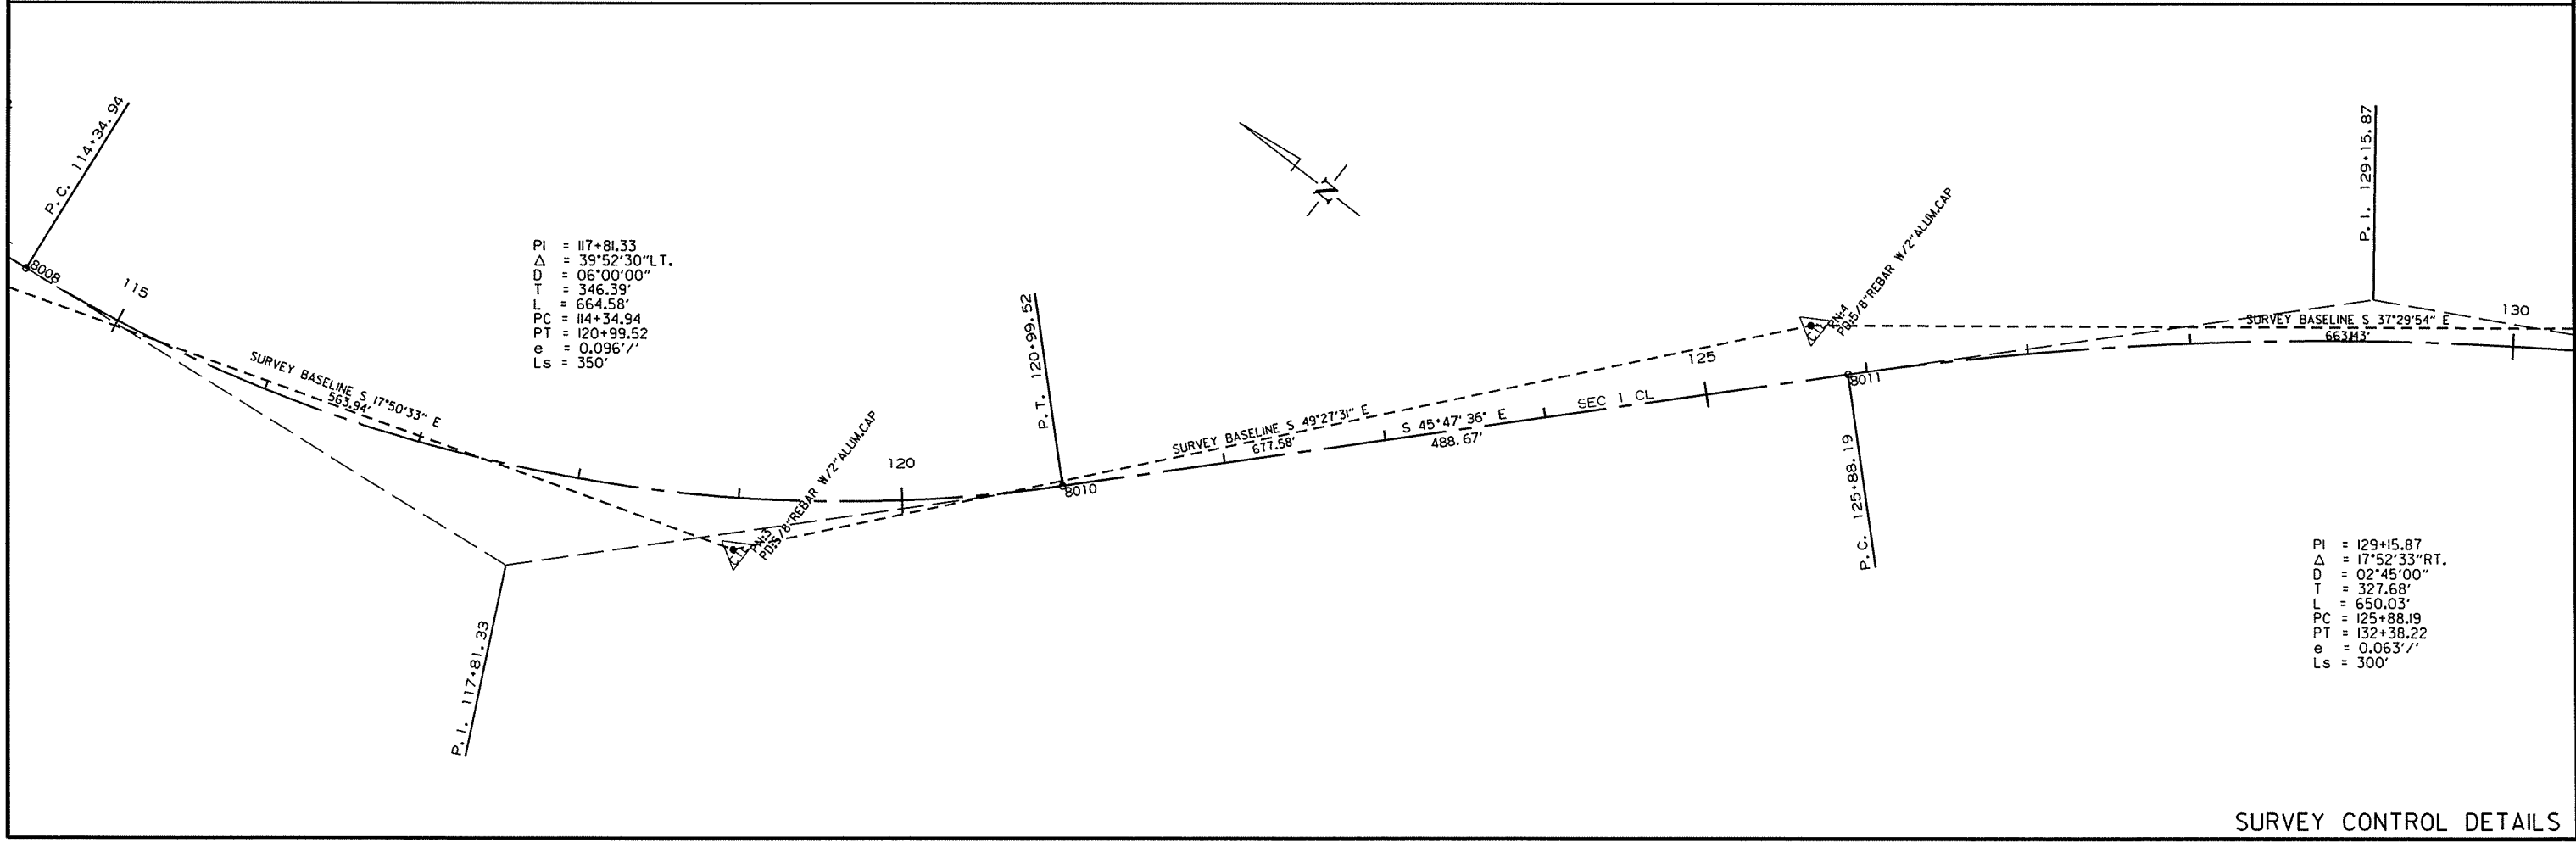 P.C. 114+34.94
8008
115
PI = 117+81.33
Δ = 39°52'30"LT.
D = 06°00'00"
T = 346.39'
L = 664.58'
PC = 114+34.94
PT = 120+99.52
e = 0.096'/'
Ls = 350'
SURVEY BASELINE S 17°50'33" E
563.94'
P.I. 117+81.33
PN:3
PD:5/8"REBAR W/2"ALUM.CAP
120
P.T. 120+99.52
8010
N
SURVEY BASELINE S 49°27'31" E
677.58'
S 45°47'36" E
488.67'
SEC 1 CL
125
PN:4
PD:5/8"REBAR W/2"ALUM.CAP
8011
P.C. 125+88.19
P.I. 129+15.87
SURVEY BASELINE S 37°29'54" E
130
PI = 129+15.87
Δ = 17°52'33"RT.
D = 02°45'00"
T = 327.68'
L = 650.03'
PC = 125+88.19
PT = 132+38.22
e = 0.063'/'
Ls = 300'
SURVEY CONTROL DETAILS